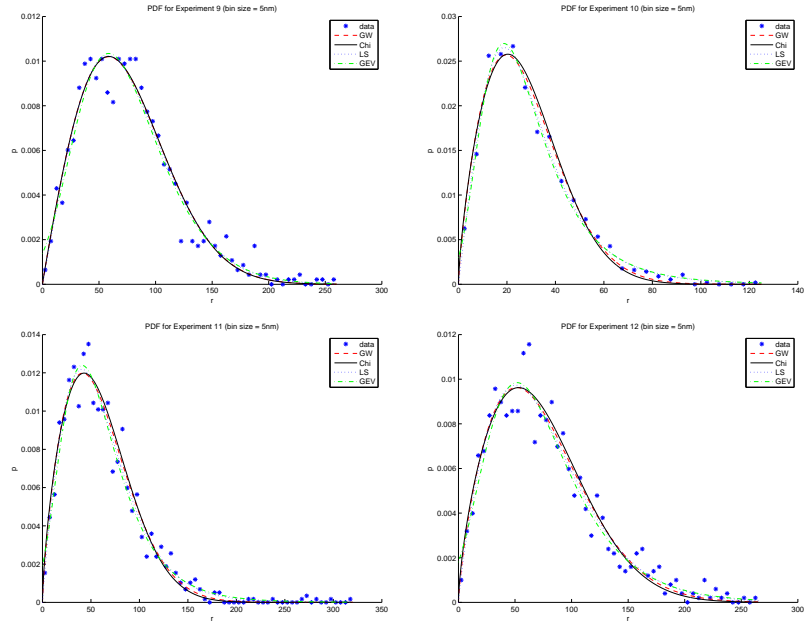 PDF for Experiment 9 (bin size = 5nm)
0.012
0.01
0.008
0.006
0.004
0.002
0
p
0
50
100
150
200
250
300
r
data
GW
Chi
LS
GEV
PDF for Experiment 10 (bin size = 5nm)
0.03
0.025
0.02
0.015
0.01
0.005
0
p
0
20
40
60
80
100
120
140
r
data
GW
Chi
LS
GEV
PDF for Experiment 11 (bin size = 5nm)
0.014
0.012
0.01
0.008
0.006
0.004
0.002
0
p
0
50
100
150
200
250
300
350
r
data
GW
Chi
LS
GEV
PDF for Experiment 12 (bin size = 5nm)
0.012
0.01
0.008
0.006
0.004
0.002
0
p
0
50
100
150
200
250
300
r
data
GW
Chi
LS
GEV